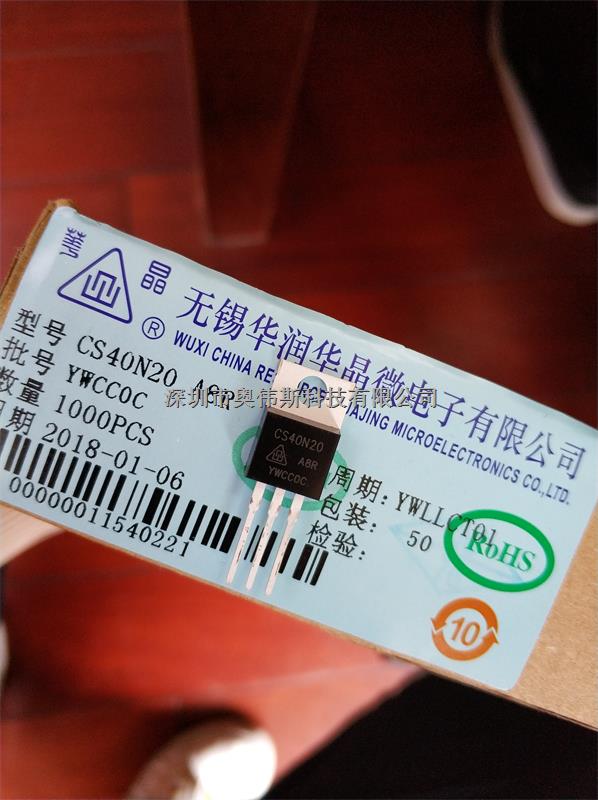 華 晶
®
无锡华润华晶微电子有限公司
WUXI CHINA RE AJING MICROELECTRONICS CO.,LTD.
型号 CS40N20
批号 YWCC0C
数量 1000PCS
日期 2018-01-06
00000011540221
深圳市奥伟斯科技有限公司
CS40N20
A8R
YWCC0C
周期: YWLLCT01
包装: 50
检验:
RoHS
10